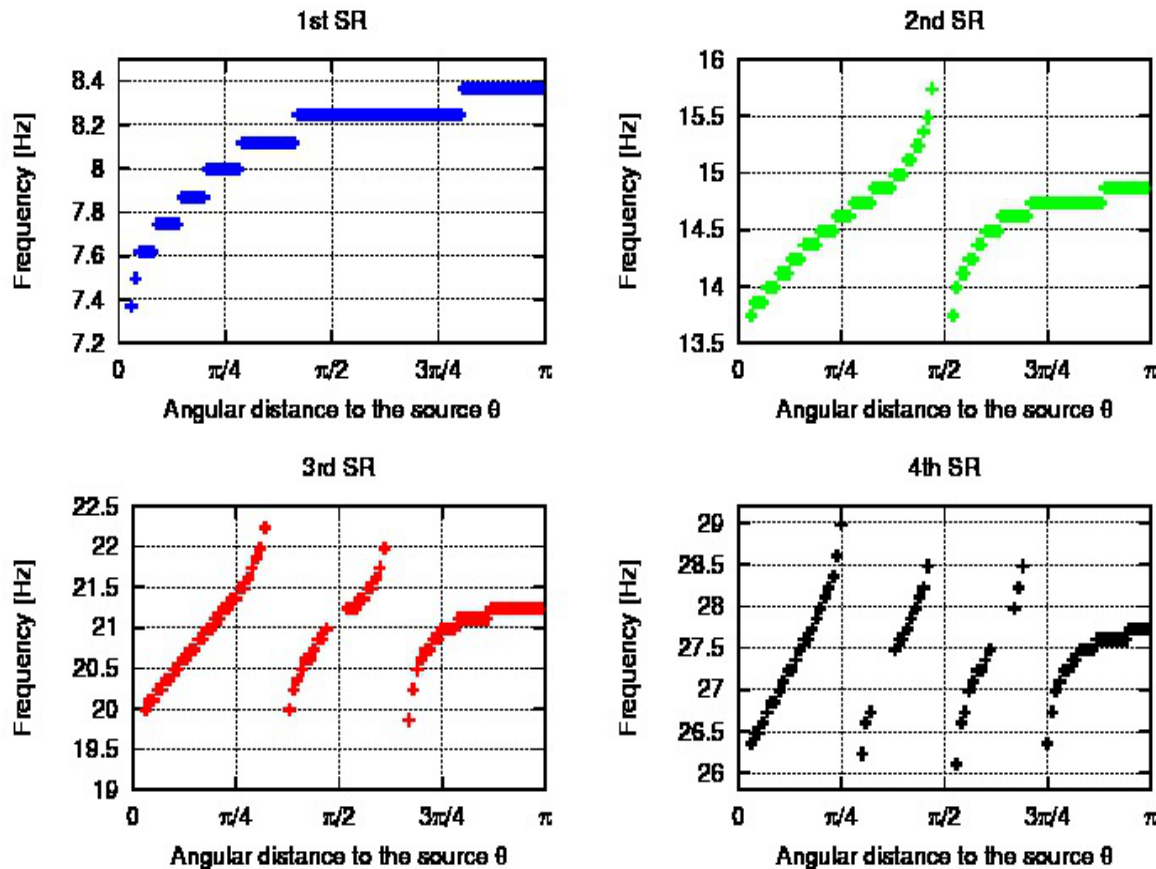 1st SR
Frequency [Hz]
8.4
8.2
8
7.8
7.6
7.4
7.2
0
π/4
π/2
3π/4
π
Angular distance to the source θ
2nd SR
Frequency [Hz]
16
15.5
15
14.5
14
13.5
0
π/4
π/2
3π/4
π
Angular distance to the source θ
3rd SR
Frequency [Hz]
22.5
22
21.5
21
20.5
20
19.5
19
0
π/4
π/2
3π/4
π
Angular distance to the source θ
4th SR
Frequency [Hz]
29
28.5
28
27.5
27
26.5
26
0
π/4
π/2
3π/4
π
Angular distance to the source θ